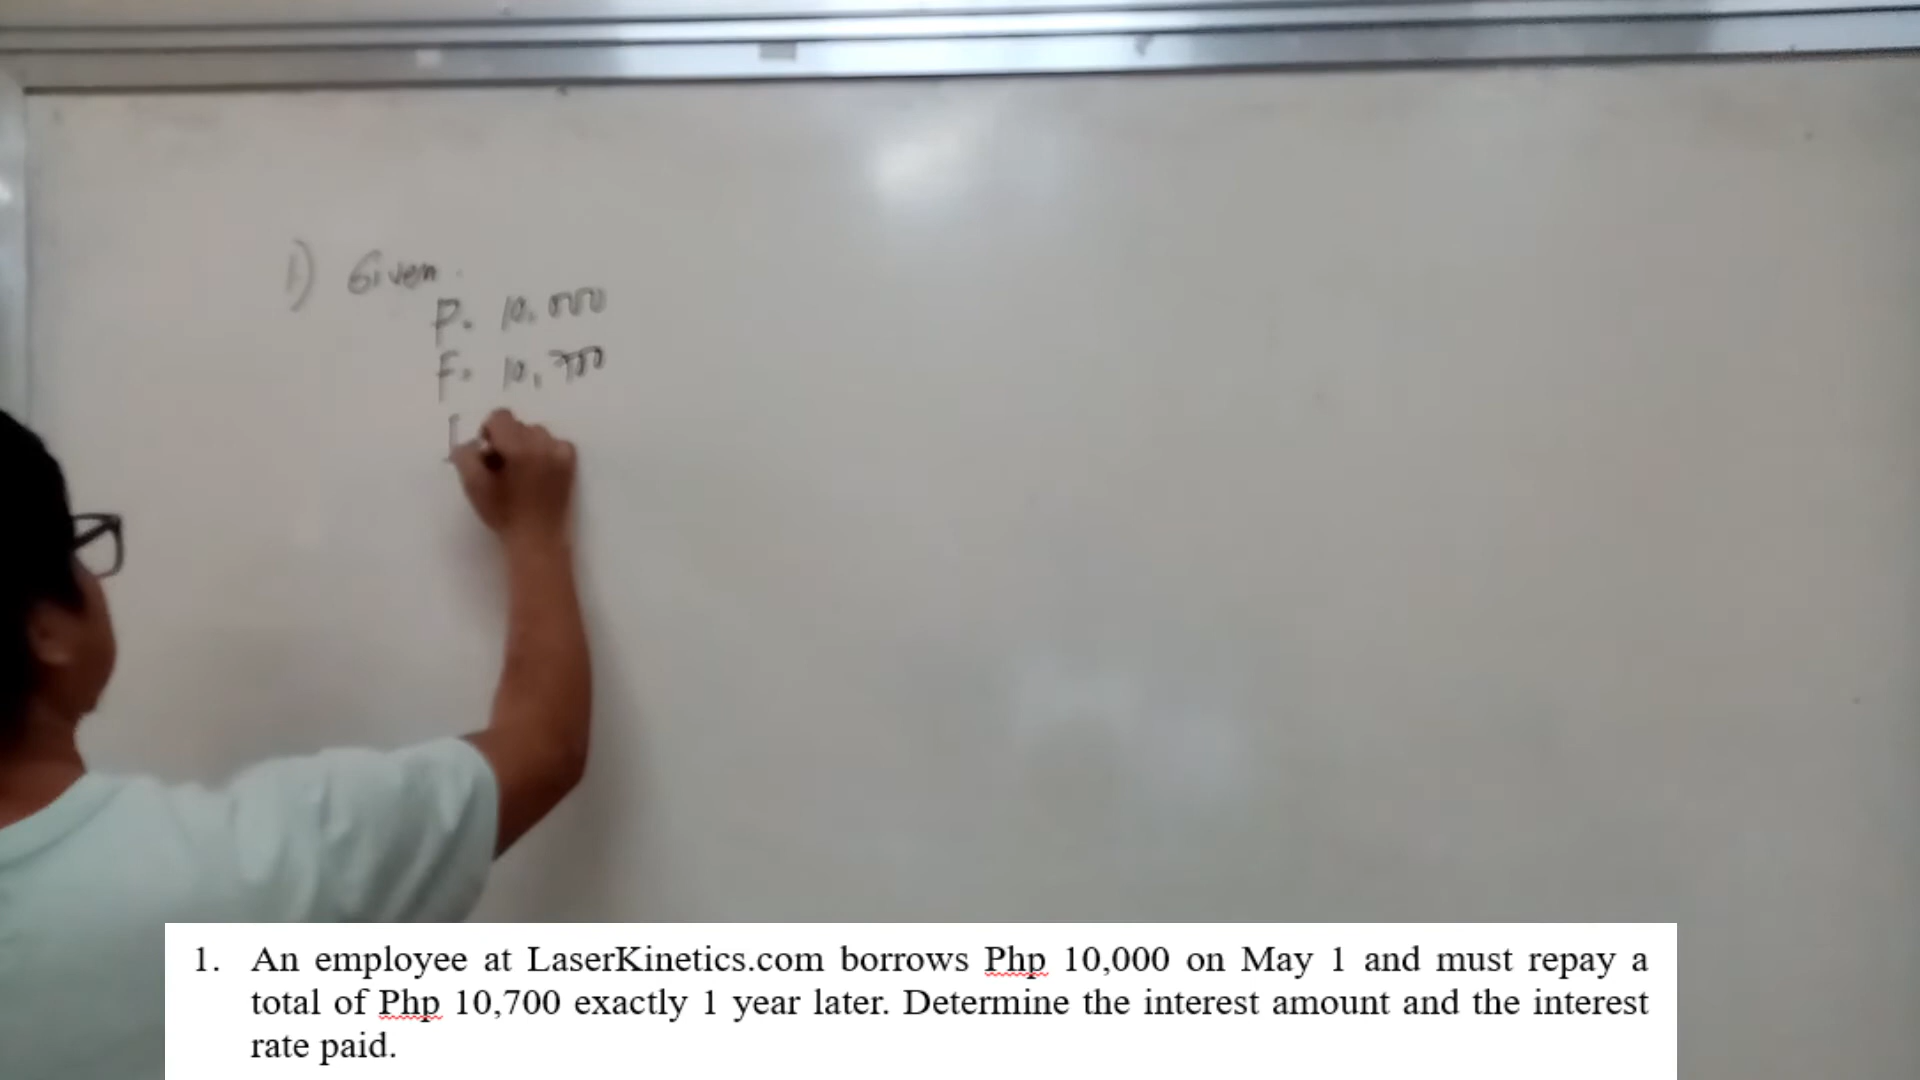 1) Given.
P. 10,000
F. 10,700
I
1. An employee at LaserKinetics.com borrows Php 10,000 on May 1 and must repay a
total of Php 10,700 exactly 1 year later. Determine the interest amount and the interest
rate paid.